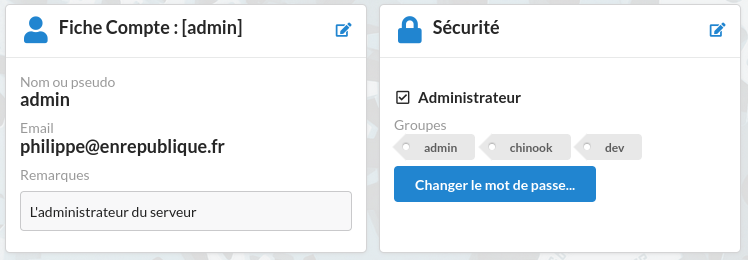 Fiche Compte : [admin]
Nom ou pseudo
admin
Email
philippe@enrepublique.fr
Remarques
L'administrateur du serveur
Sécurité
Administrateur
Groupes
admin chinook dev
Changer le mot de passe...